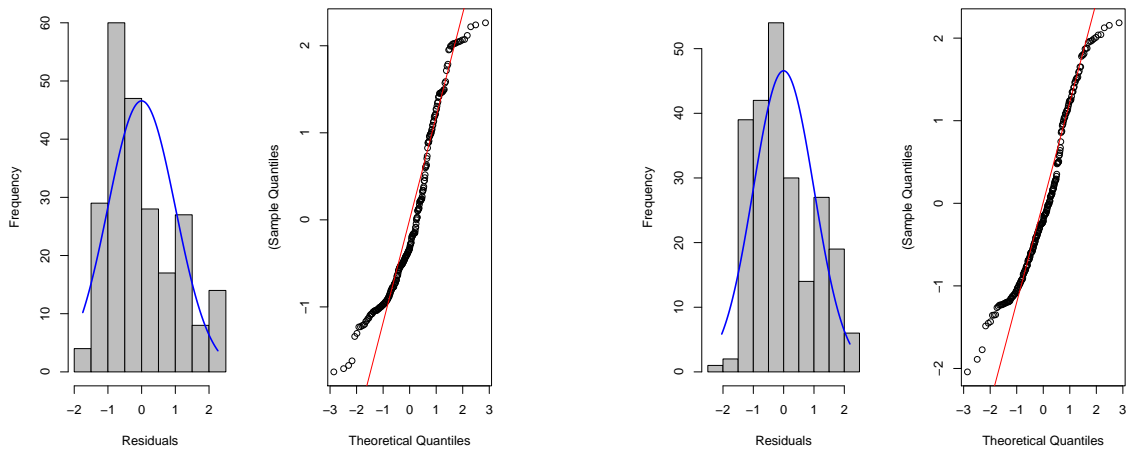 Frequency
0
10
20
30
40
50
60
−2 −1 0 1 2
Residuals
(Sample Quantiles
−1
0
1
2
−3 −2 −1 0 1 2 3
Theoretical Quantiles
Frequency
0
10
20
30
40
50
−2 −1 0 1 2
Residuals
(Sample Quantiles
−2
−1
0
1
2
−3 −2 −1 0 1 2 3
Theoretical Quantiles